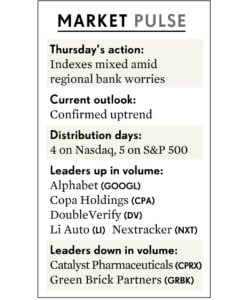 MARKET PULSE
Thursday's action:
Indexes mixed amid
regional bank worries
Current outlook:
Confirmed uptrend
Distribution days:
4 on Nasdaq, 5 on S&P 500
Leaders up in volume:
Alphabet (GOOGL)
Copa Holdings (CPA)
DoubleVerify (DV)
Li Auto (LI) Nextracker (NXT)
Leaders down in volume:
Catalyst Pharmaceuticals (CPRX)
Green Brick Partners (GRBK)